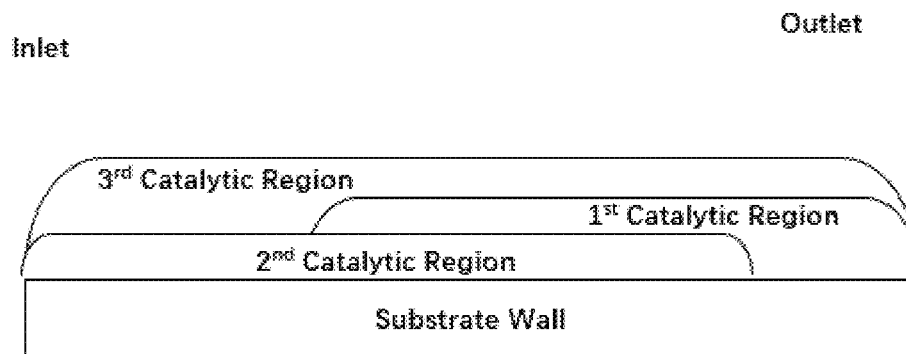 Outlet
Inlet
3rd Catalytic Region
1st Catalytic Region
2nd Catalytic Region
Substrate Wall